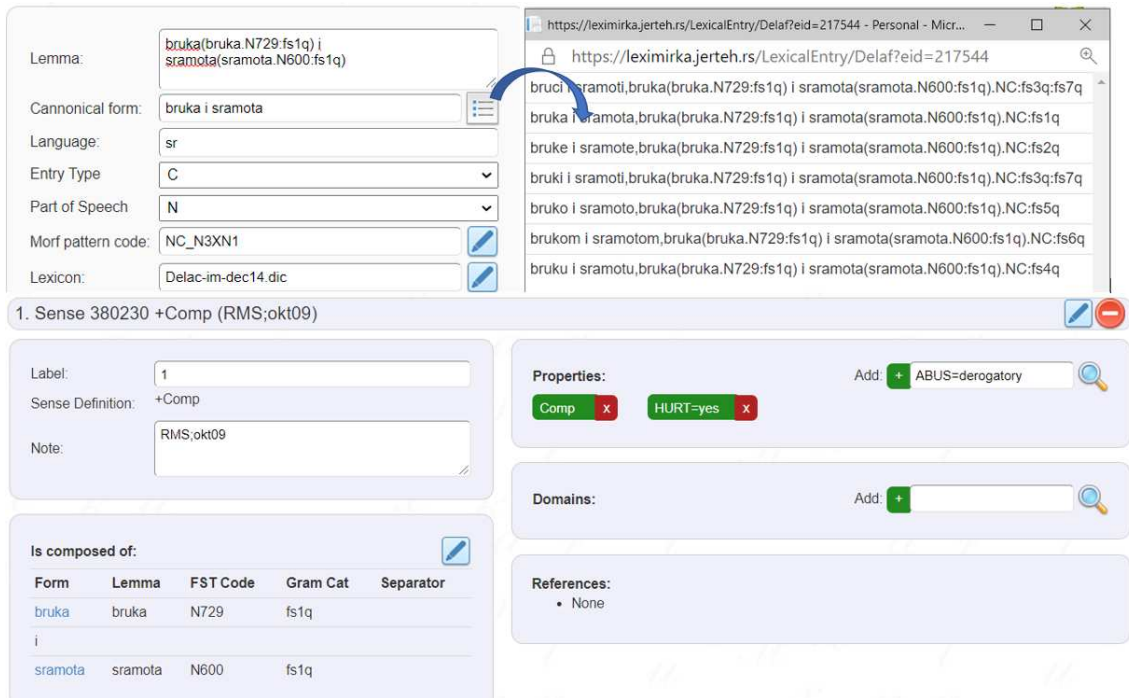 Lemma:
bruka(bruka.N729:fs1q) i
sramota(sramota.N600:fs1q)
Cannonical form:
bruka i sramota
Language:
sr
Entry Type
C
Part of Speech
N
Morf pattern code:
NC_N3XN1
Lexicon:
Delac-im-dec14.dic
https://leximirka.jerteh.rs/LexicalEntry/Delaf?eid=217544 - Personal - Micr...
https://leximirka.jerteh.rs/LexicalEntry/Delaf?eid=217544
bruci i sramoti,bruka(bruka.N729:fs1q) i sramota(sramota.N600:fs1q).NC:fs3q:fs7q
bruka i sramota,bruka(bruka.N729:fs1q) i sramota(sramota.N600:fs1q).NC:fs1q
bruke i sramote,bruka(bruka.N729:fs1q) i sramota(sramota.N600:fs1q).NC:fs2q
bruki i sramoti,bruka(bruka.N729:fs1q) i sramota(sramota.N600:fs1q).NC:fs3q:fs7q
bruko i sramoto,bruka(bruka.N729:fs1q) i sramota(sramota.N600:fs1q).NC:fs5q
brukom i sramotom,bruka(bruka.N729:fs1q) i sramota(sramota.N600:fs1q).NC:fs6q
bruku i sramotu,bruka(bruka.N729:fs1q) i sramota(sramota.N600:fs1q).NC:fs4q
1. Sense 380230 +Comp (RMS;okt09)
Label:
1
Sense Definition:
+Comp
Note:
RMS;okt09
Is composed of:
Form Lemma FST Code Gram Cat Separator
bruka bruka N729 fs1q
i
sramota sramota N600 fs1q
Properties:
Add: + ABUS=derogatory
Comp x HURT=yes x
Domains:
Add: +
References:
• None